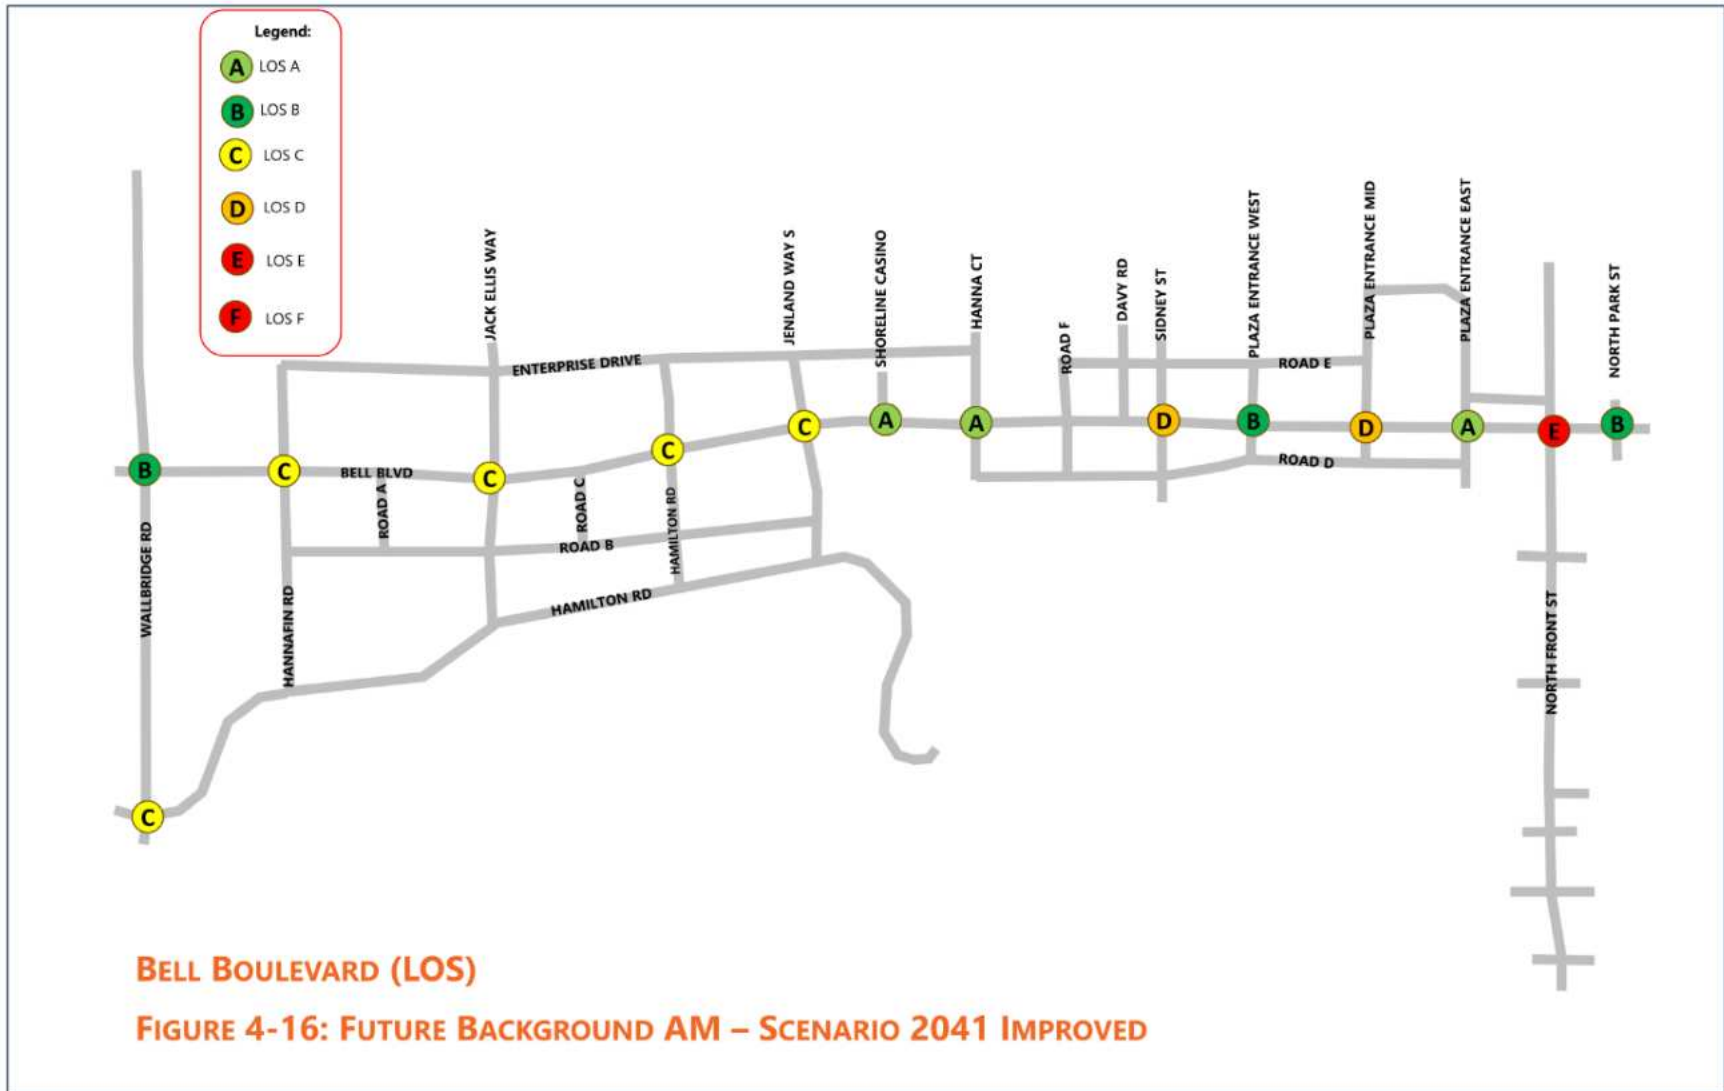 Legend:
A LOS A
B LOS B
C LOS C
D LOS D
E LOS E
F LOS F
JACK ELLIS WAY
JENLAND WAY S
SHORELINE CASINO
HANNA CT
ROAD F
DAVY RD
SIDNEY ST
PLAZA ENTRANCE WEST
PLAZA ENTRANCE MID
PLAZA ENTRANCE EAST
NORTH PARK ST
ENTERPRISE DRIVE
ROAD E
B
C
C
C
C
A
A
D
B
D
A
E
B
BELL BLVD
ROAD D
ROAD A
ROAD C
HAMILTON RD
ROAD B
WALLBRIDGE RD
HANNAFIN RD
HAMILTON RD
NORTH FRONT ST
C
BELL BOULEVARD (LOS)
FIGURE 4-16: FUTURE BACKGROUND AM – SCENARIO 2041 IMPROVED